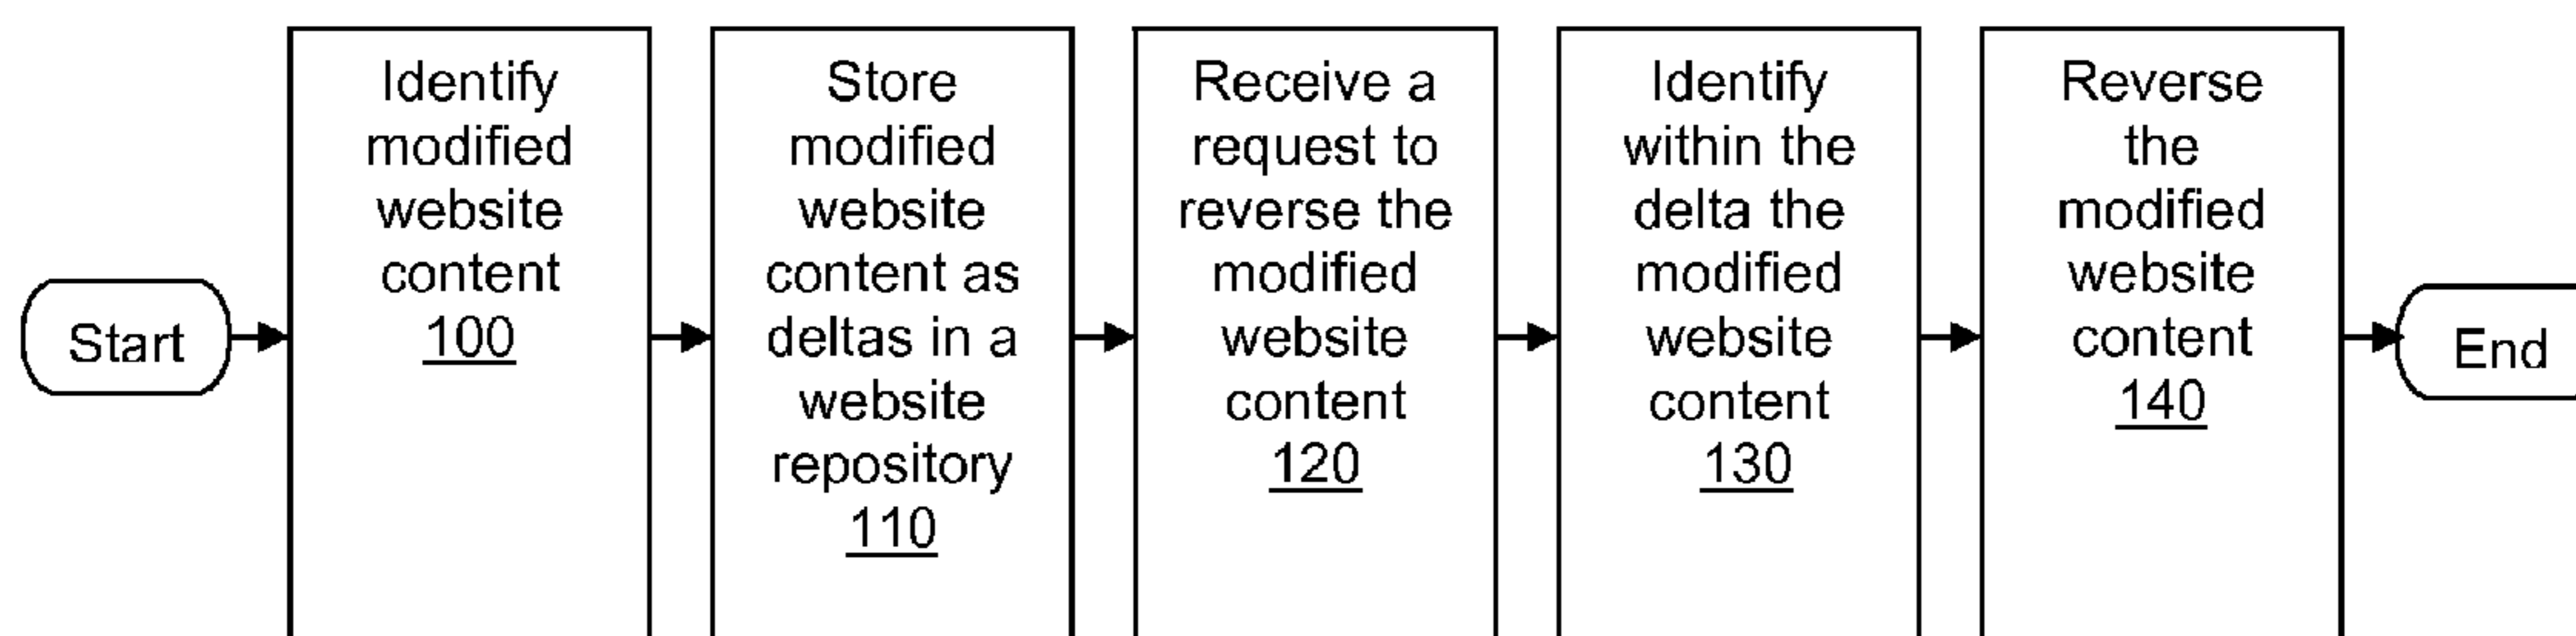 Start
Identify
modified
website
content
100
Store
modified
website
content as
deltas in a
website
repository
110
Receive a
request to
reverse the
modified
website
content
120
Identify
within the
delta the
modified
website
content
130
Reverse
the
modified
website
content
140
End